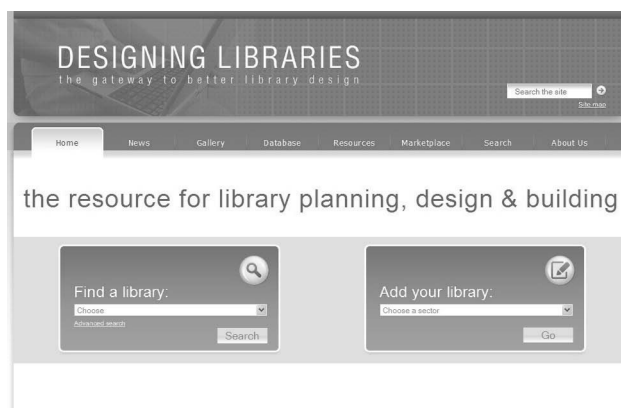 DESIGNING LIBRARIES
the gateway to better library design
Search the site
Site map
Home News Gallery Database Resources Marketplace Search About Us
the resource for library planning, design & building
Find a library:
Choose
Advanced search
Search
Add your library:
Choose a sector
Go